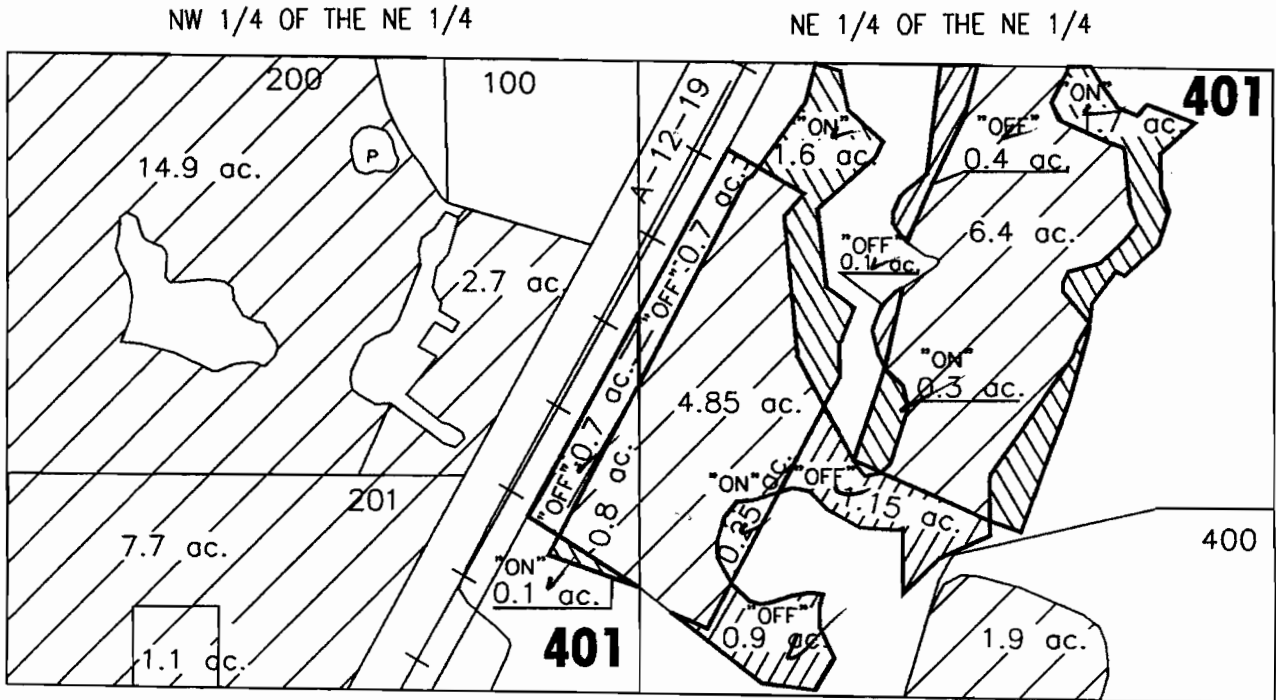 NW 1/4 OF THE NE 1/4
NE 1/4 OF THE NE 1/4
200
100
14.9 ac.
P
2.7 ac.
201
7.7 ac.
1.1 ac.
A-12-19
"OFF" 0.7 ac.
"OFF" 0.7 ac.
0.8 ac.
"ON"
0.1 ac.
401
"ON"
1.6 ac.
"OFF"
0.4 ac.
"ON"
ac.
401
6.4 ac.
"OFF"
0.1 ac.
"ON"
0.3 ac.
4.85 ac.
"ON"
0.25 ac.
"OFF"
1.15 ac.
400
"OFF"
0.9 ac.
1.9 ac.